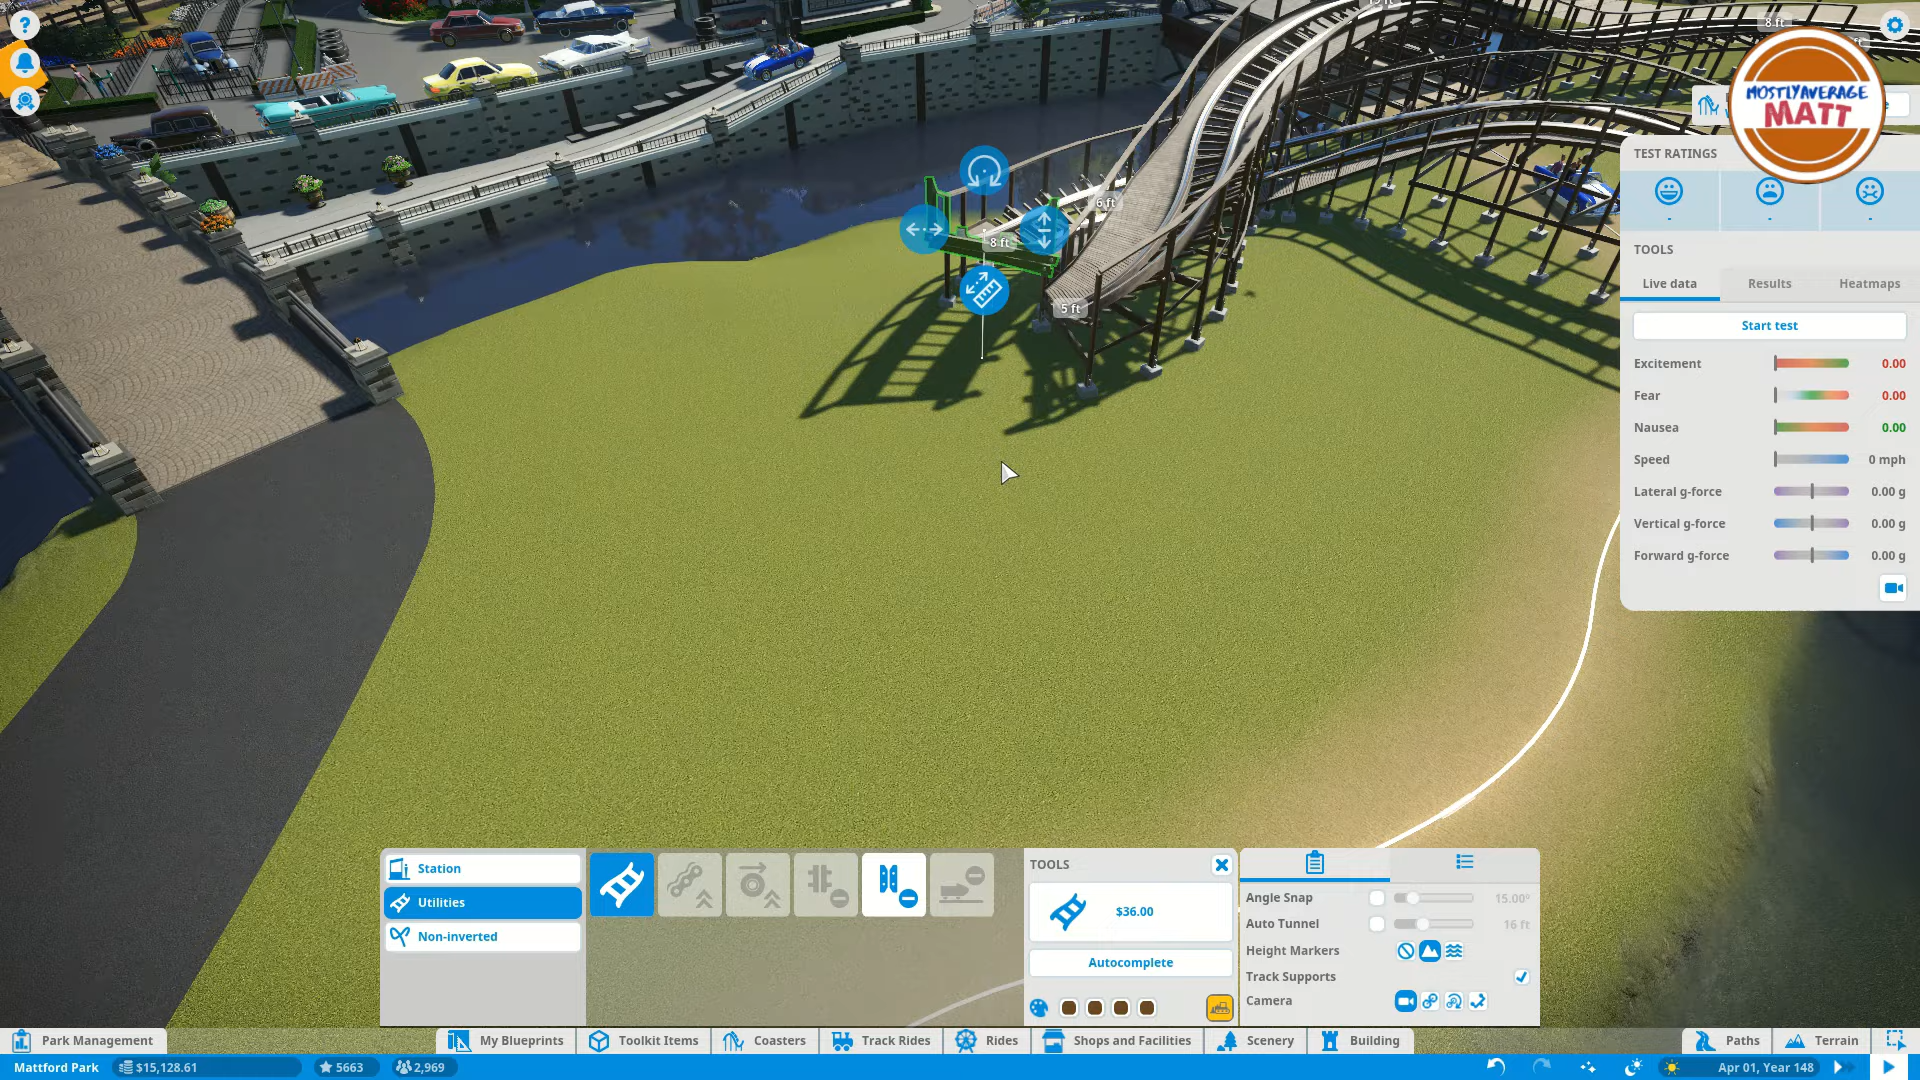 8 ft
MOSTLYAVERAGE
MATT
6 ft
8 ft
5 ft
TEST RATINGS
-
-
-
TOOLS
Live data
Results
Heatmaps
Start test
Excitement
0.00
Fear
0.00
Nausea
0.00
Speed
0 mph
Lateral g-force
0.00 g
Vertical g-force
0.00 g
Forward g-force
0.00 g
Station
Utilities
Non-inverted
TOOLS
$36.00
Autocomplete
Angle Snap
15.00°
Auto Tunnel
16 ft
Height Markers
Track Supports
Camera
Park Management
My Blueprints
Toolkit Items
Coasters
Track Rides
Rides
Shops and Facilities
Scenery
Building
Paths
Terrain
Mattford Park
$15,128.61
5663
2,969
Apr 01, Year 148